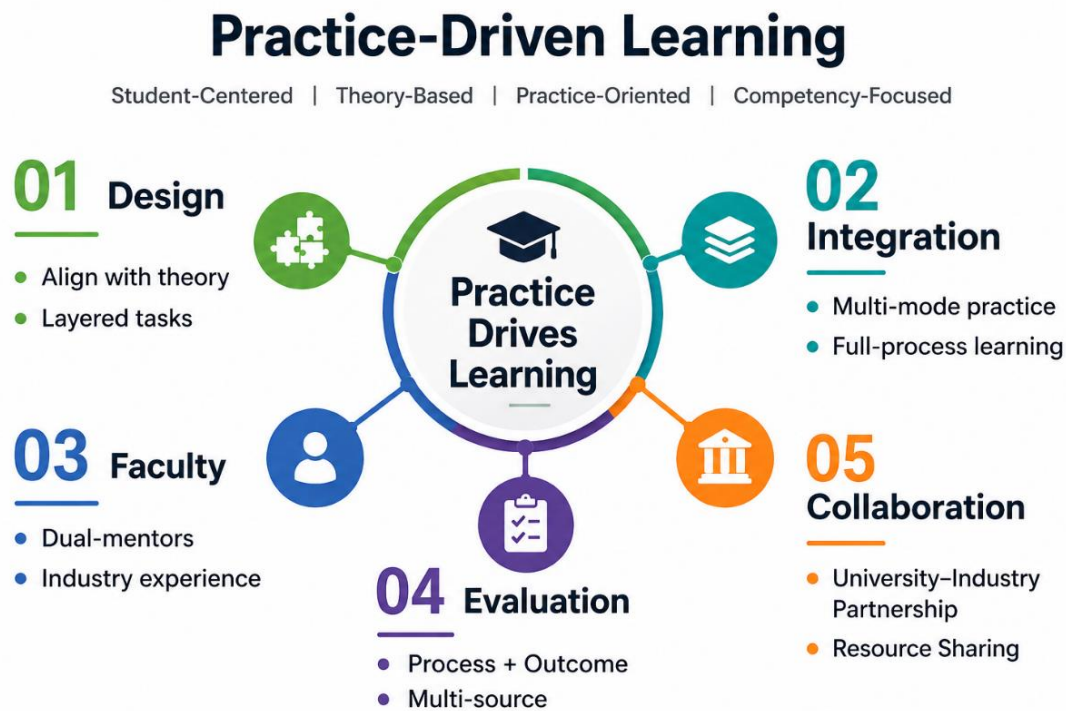 Practice-Driven Learning
Student-Centered | Theory-Based | Practice-Oriented | Competency-Focused
01 Design
Align with theory
Layered tasks
02
Integration
Multi-mode practice
Full-process learning
Practice
Drives
Learning
03 Faculty
Dual-mentors
Industry experience
04 Evaluation
Process + Outcome
Multi-source
05
Collaboration
University–Industry
Partnership
Resource Sharing